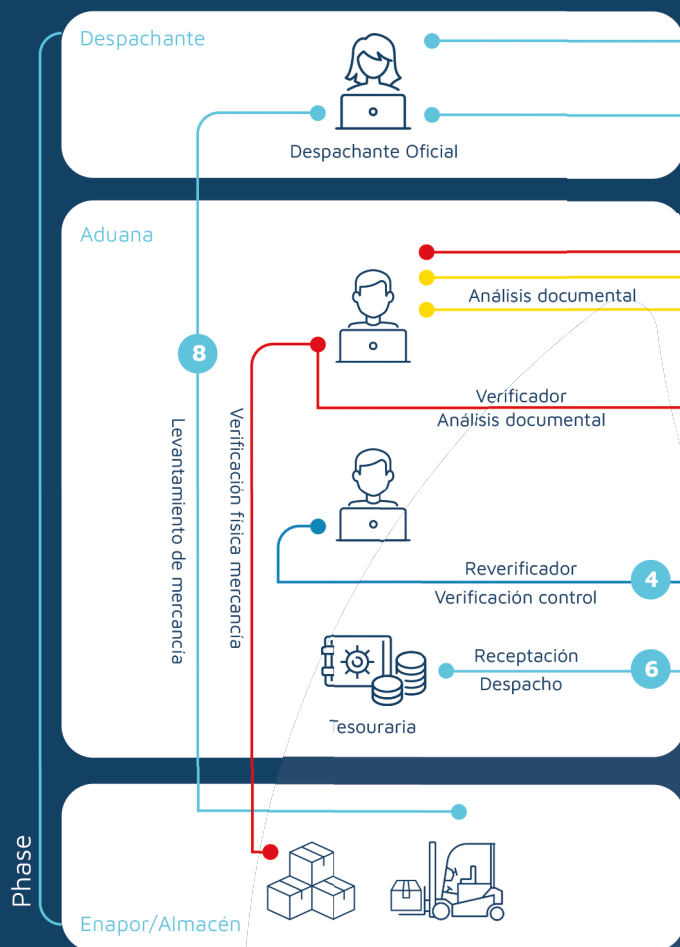 Despachante
Despachante Oficial
Aduana
Análisis documental
8
Verificador
Análisis documental
Levantamiento de mercancía
Verificación física mercancía
Reverificador
4
Verificación control
Receptación
6
Despacho
Tesouraria
Phase
Enapor/Almacén